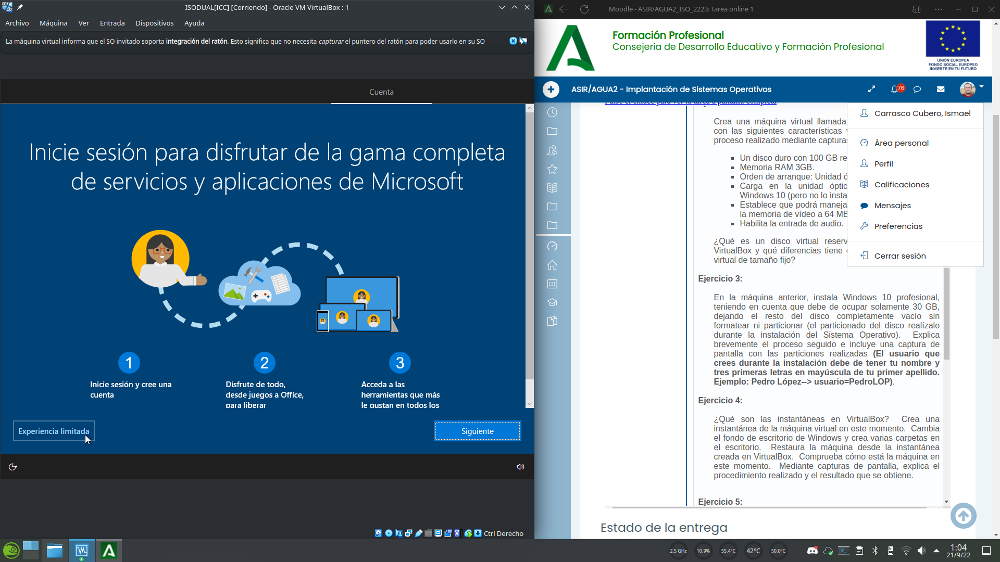 ISODUAL[ICC] [Corriendo] - Oracle VM VirtualBox : 1
Archivo Máquina Ver Entrada Dispositivos Ayuda
La máquina virtual informa que el SO invitado soporta integración del ratón. Esto significa que no necesita capturar el puntero del ratón para poder usarlo en su SO
Cuenta
Inicie sesión para disfrutar de la gama completa
de servicios y aplicaciones de Microsoft
1
Inicie sesión y cree una
cuenta
2
Disfrute de todo,
desde juegos a Office,
para liberar
3
Acceda a las
herramientas que más
le gustan en todos los
Experiencia limitada
Siguiente
Ctrl Derecho
Moodle - ASIR/AGUA2_ISO_2223: Tarea online 1
Formación Profesional
Consejería de Desarrollo Educativo y Formación Profesional
UNIÓN EUROPEA
FONDO SOCIAL EUROPEO
INVIERTE EN TU FUTURO
ASIR/AGUA2 - Implantación de Sistemas Operativos
76
Pulse el enlace para ver la tarea a pantalla completa
Carrasco Cubero, Ismael
Área personal
Perfil
Calificaciones
Mensajes
Preferencias
Cerrar sesión
Crea una máquina virtual llamada
con las siguientes características
proceso realizado mediante capturas
Un disco duro con 100 GB re
Memoria RAM 3GB.
Orden de arranque: Unidad ó
Carga en la unidad óptic
Windows 10 (pero no lo insta
Establece que podrá maneja
la memoria de vídeo a 64 MB
Habilita la entrada de audio.
¿Qué es un disco virtual reserv
VirtualBox y qué diferencias tiene
virtual de tamaño fijo?
Ejercicio 3:
En la máquina anterior, instala Windows 10 profesional,
teniendo en cuenta que debe de ocupar solamente 30 GB,
dejando el resto del disco completamente vacío sin
formatear ni particionar (el particionado del disco realízalo
durante la instalación del Sistema Operativo). Explica
brevemente el proceso seguido e incluye una captura de
pantalla con las particiones realizadas (El usuario que
crees durante la instalación debe de tener tu nombre y
tres primeras letras en mayúscula de tu primer apellido.
Ejemplo: Pedro López--> usuario=PedroLOP).
Ejercicio 4:
¿Qué son las instantáneas en VirtualBox? Crea una
instantánea de la máquina virtual en este momento. Cambia
el fondo de escritorio de Windows y crea varias carpetas en
el escritorio. Restaura la máquina desde la instantánea
creada en VirtualBox. Comprueba cómo está la máquina en
este momento. Mediante capturas de pantalla, explica el
procedimiento realizado y el resultado que se obtiene.
Ejercicio 5:
Estado de la entrega
2,5 GHz
10,9%
55,4°C
42°C
50,0°C
1:04
21/9/22